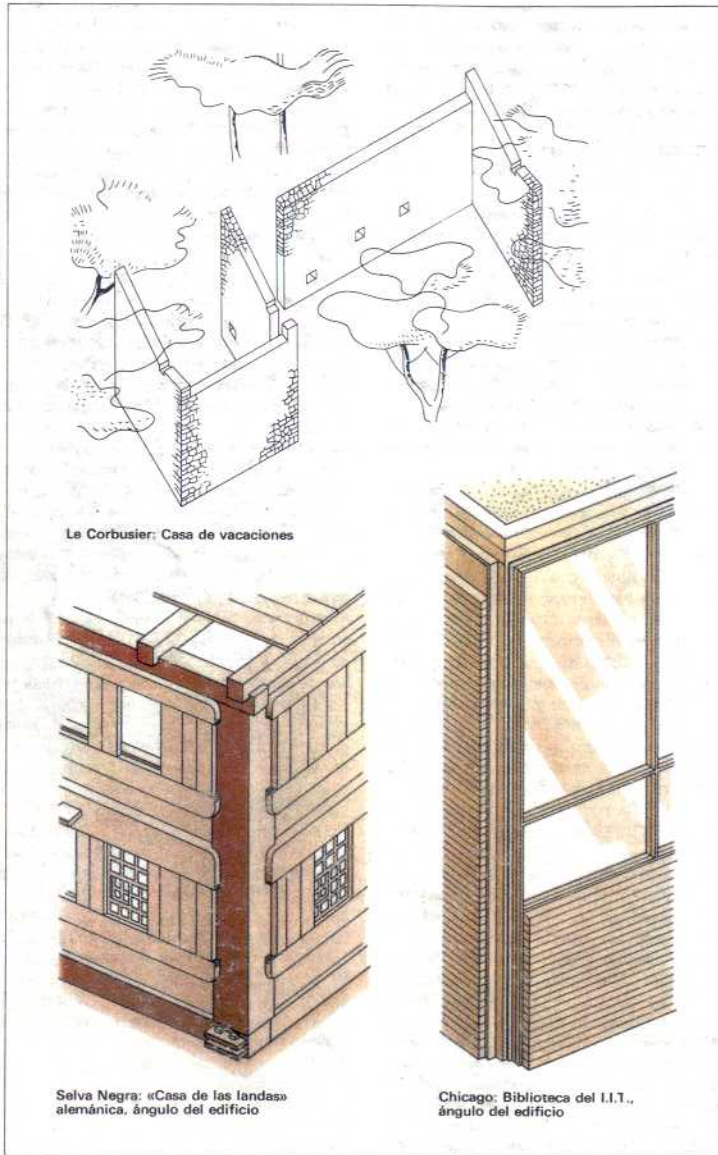 Le Corbusier: Casa de vacaciones
Selva Negra: «Casa de las landas»
alemánica, ángulo del edificio
Chicago: Biblioteca del I.I.T.,
ángulo del edificio